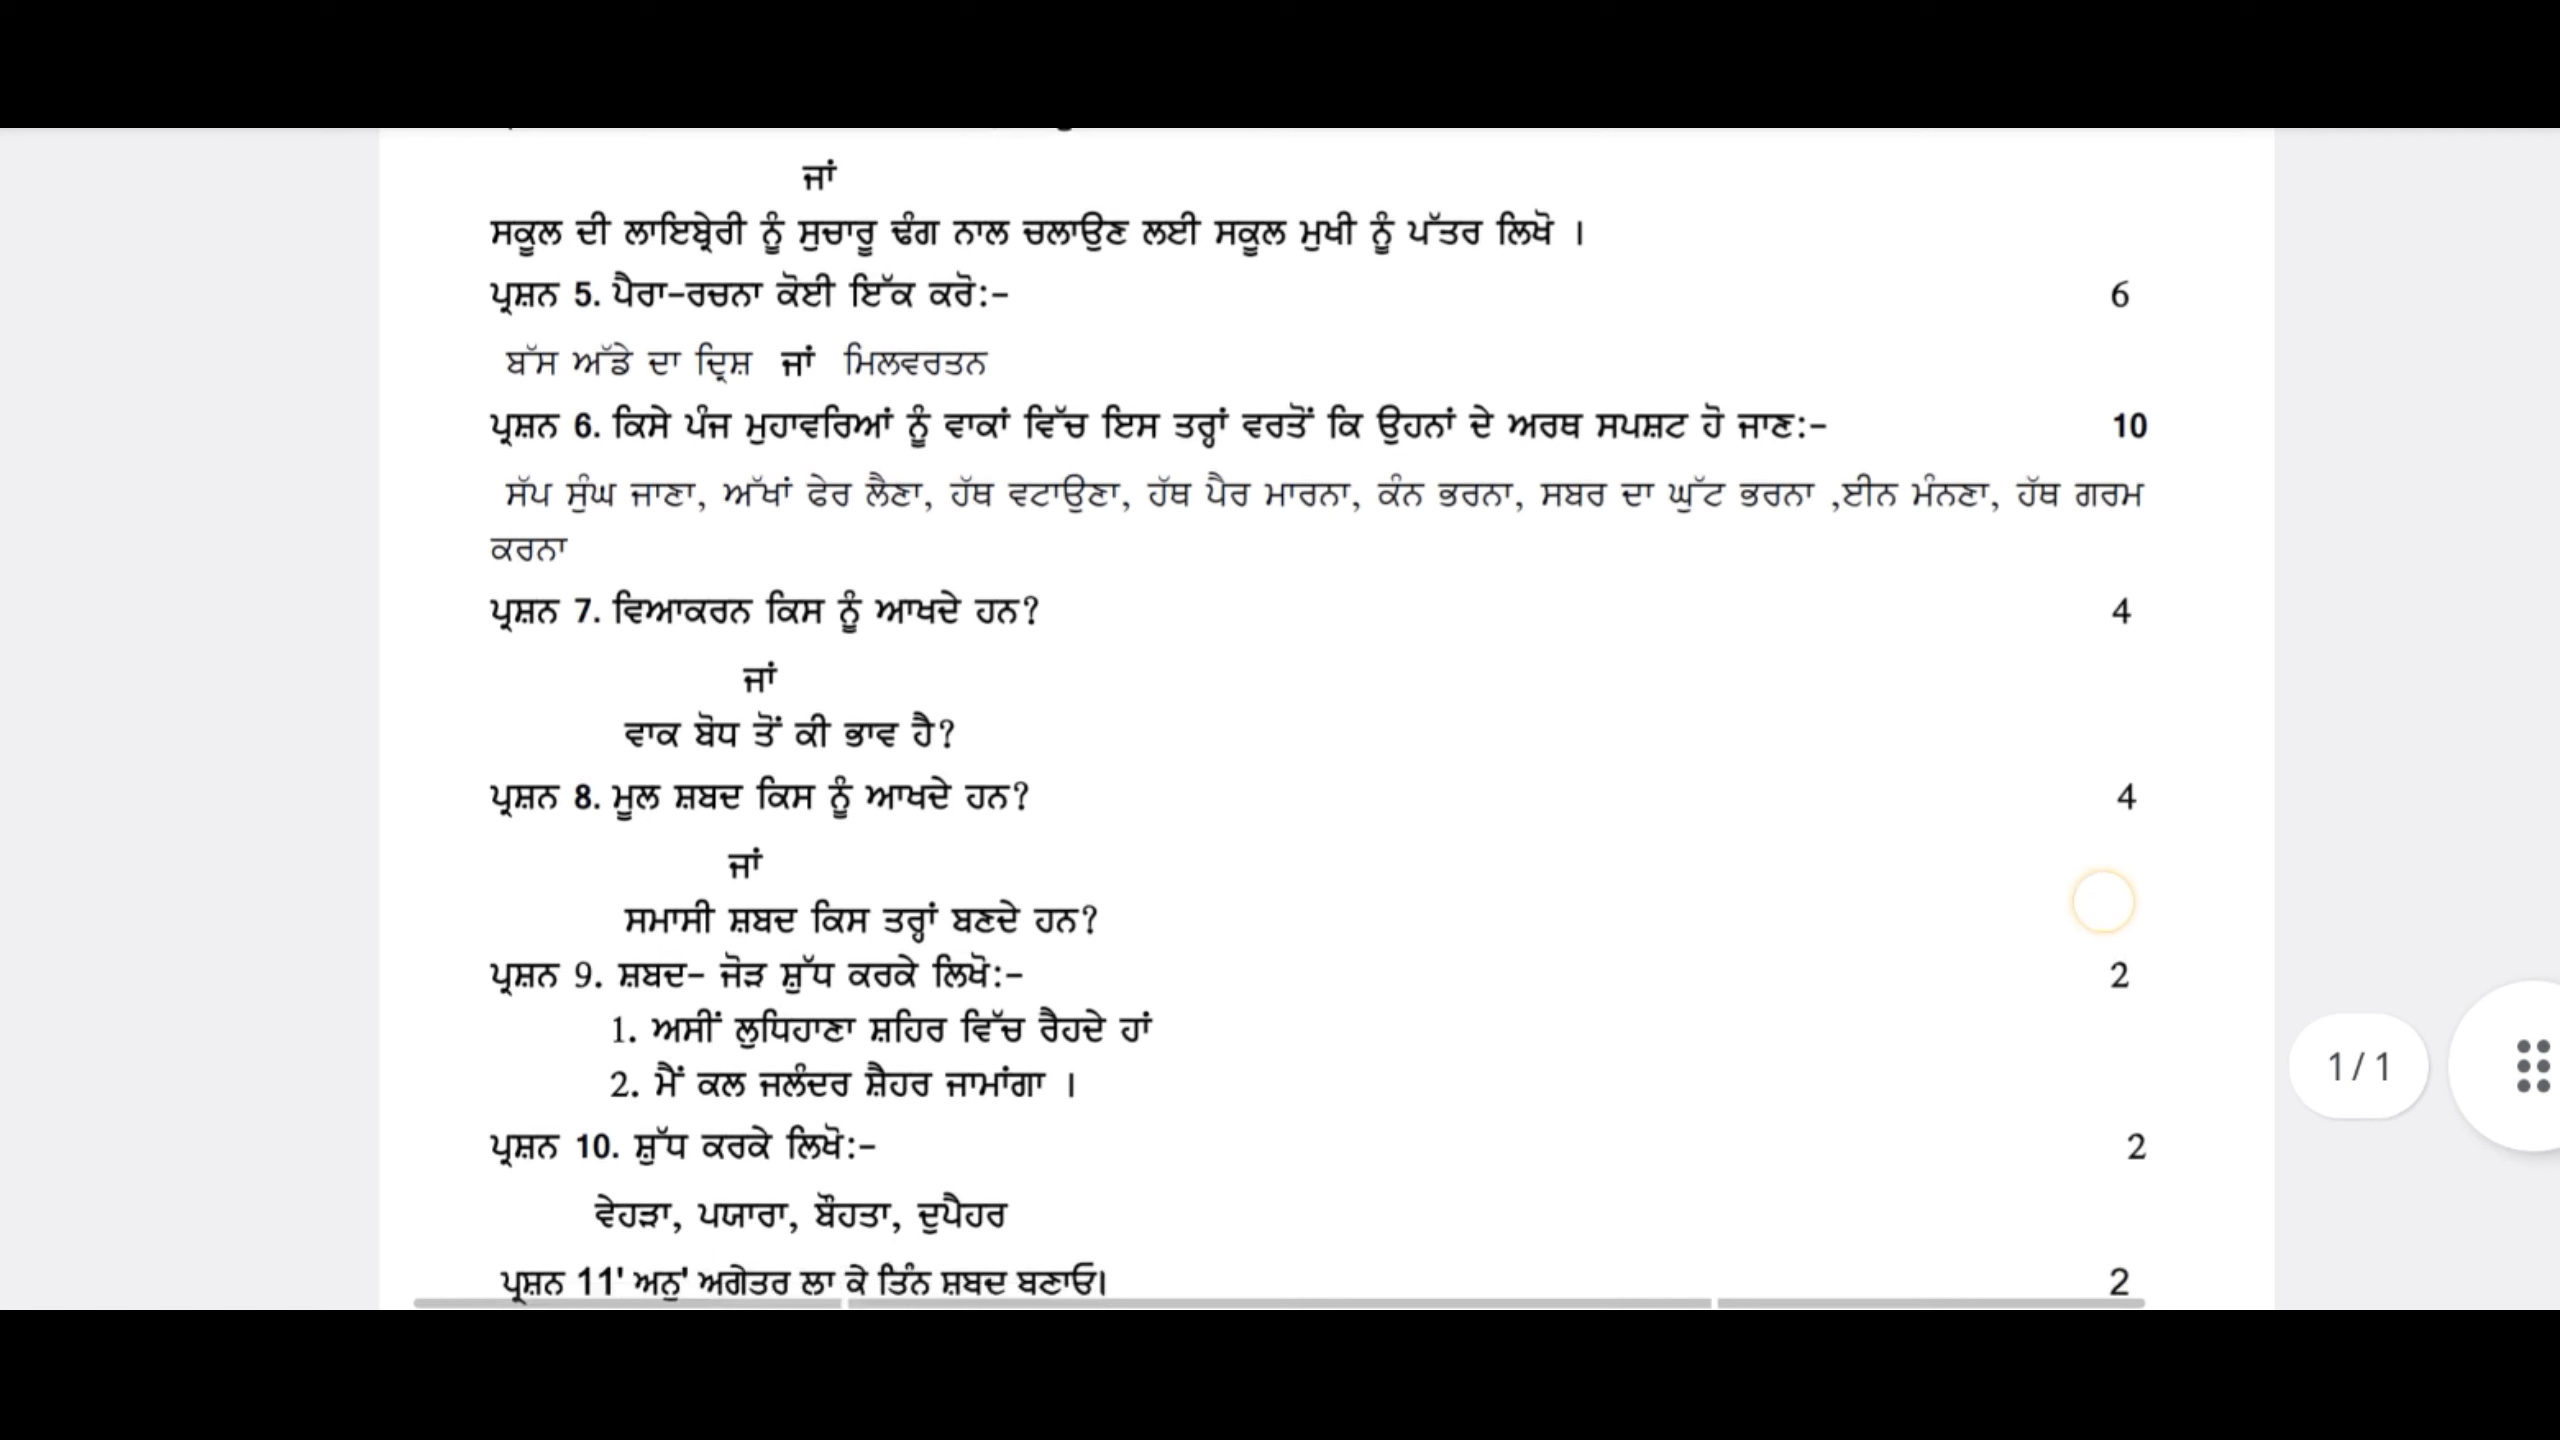 ਜਾਂ
ਸਕੂਲ ਦੀ ਲਾਇਬ੍ਰੇਰੀ ਨੂੰ ਸੁਚਾਰੂ ਢੰਗ ਨਾਲ ਚਲਾਉਣ ਲਈ ਸਕੂਲ ਮੁਖੀ ਨੂੰ ਪੱਤਰ ਲਿਖੋ ।
ਪ੍ਰਸ਼ਨ 5. ਪੈਰਾ-ਰਚਨਾ ਕੋਈ ਇੱਕ ਕਰੋ:- 6
ਬੱਸ ਅੱਡੇ ਦਾ ਦ੍ਰਿਸ਼ ਜਾਂ ਮਿਲਵਰਤਨ
ਪ੍ਰਸ਼ਨ 6. ਕਿਸੇ ਪੰਜ ਮੁਹਾਵਰਿਆਂ ਨੂੰ ਵਾਕਾਂ ਵਿੱਚ ਇਸ ਤਰ੍ਹਾਂ ਵਰਤੋਂ ਕਿ ਉਹਨਾਂ ਦੇ ਅਰਥ ਸਪਸ਼ਟ ਹੋ ਜਾਣ:- 10
ਸੱਪ ਸੁੰਘ ਜਾਣਾ, ਅੱਖਾਂ ਫੇਰ ਲੈਣਾ, ਹੱਥ ਵਟਾਉਣਾ, ਹੱਥ ਪੈਰ ਮਾਰਨਾ, ਕੰਨ ਭਰਨਾ, ਸਬਰ ਦਾ ਘੁੱਟ ਭਰਨਾ ,ਈਨ ਮੰਨਣਾ, ਹੱਥ ਗਰਮ
ਕਰਨਾ
ਪ੍ਰਸ਼ਨ 7. ਵਿਆਕਰਨ ਕਿਸ ਨੂੰ ਆਖਦੇ ਹਨ? 4
ਜਾਂ
ਵਾਕ ਬੋਧ ਤੋਂ ਕੀ ਭਾਵ ਹੈ?
ਪ੍ਰਸ਼ਨ 8. ਮੂਲ ਸ਼ਬਦ ਕਿਸ ਨੂੰ ਆਖਦੇ ਹਨ? 4
ਜਾਂ
ਸਮਾਸੀ ਸ਼ਬਦ ਕਿਸ ਤਰ੍ਹਾਂ ਬਣਦੇ ਹਨ?
ਪ੍ਰਸ਼ਨ 9. ਸ਼ਬਦ- ਜੋੜ ਸ਼ੁੱਧ ਕਰਕੇ ਲਿਖੋ:- 2
1. ਅਸੀਂ ਲੁਧਿਹਾਣਾ ਸ਼ਹਿਰ ਵਿੱਚ ਰੈਹਦੇ ਹਾਂ
2. ਮੈਂ ਕਲ ਜਲੰਦਰ ਸ਼ੈਹਰ ਜਾਮਾਂਗਾ ।
1 / 1
ਪ੍ਰਸ਼ਨ 10. ਸ਼ੁੱਧ ਕਰਕੇ ਲਿਖੋ:- 2
ਵੇਹੜਾ, ਪਯਾਰਾ, ਬੌਹਤਾ, ਦੁਪੈਹਰ
ਪ੍ਰਸ਼ਨ 11' ਅਨੁ' ਅਗੇਤਰ ਲਾ ਕੇ ਤਿੰਨ ਸ਼ਬਦ ਬਣਾਓ। 2